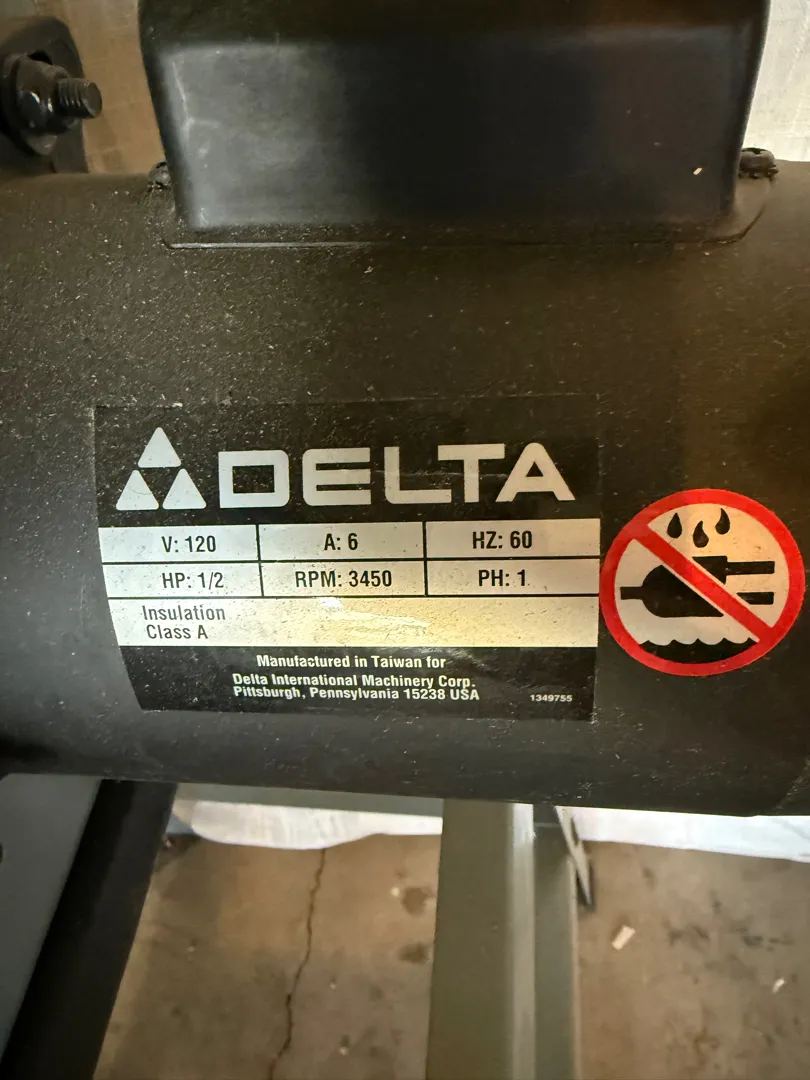 DELTA
V: 120 A: 6 HZ: 60
HP: 1/2 RPM: 3450 PH: 1
Insulation
Class A
Manufactured in Taiwan for
Delta International Machinery Corp.
Pittsburgh, Pennsylvania 15238 USA
1349755